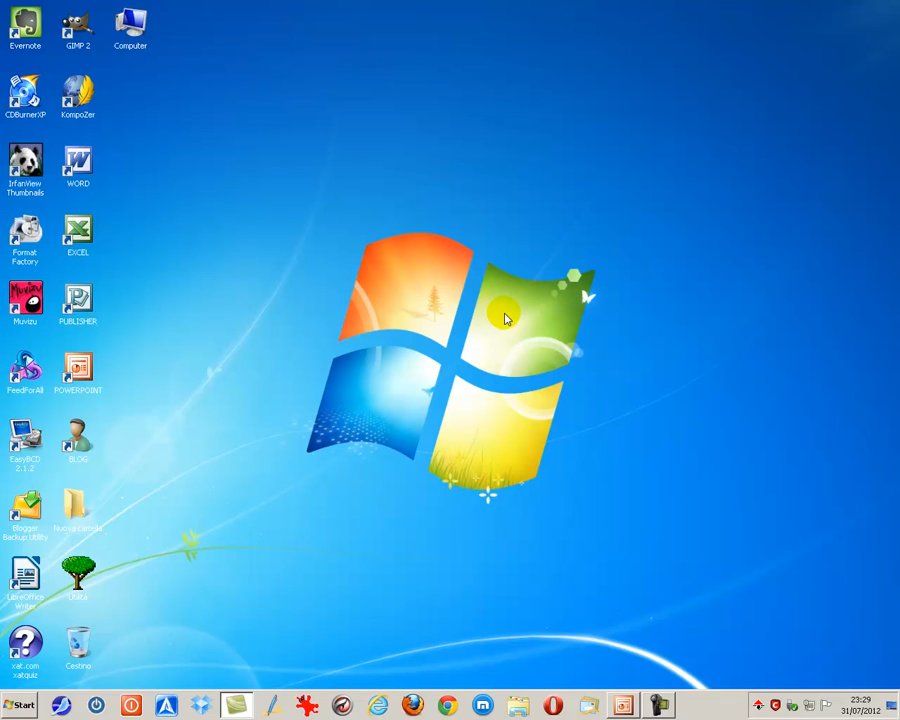 Evernote
GIMP 2
Computer
CDBurnerXP
KompoZer
IrfanView
Thumbnails
WORD
Format
Factory
EXCEL
Muvizu
Muvizu
PUBLISHER
FeedForAll
POWERPOINT
EasyBCD
2.1.2
BLOG
Blogger
Backup Utility
Nuova cartella
LibreOffice
Writer
xat.com
xatquiz
Cestino
Start
23:29
31/07/2012